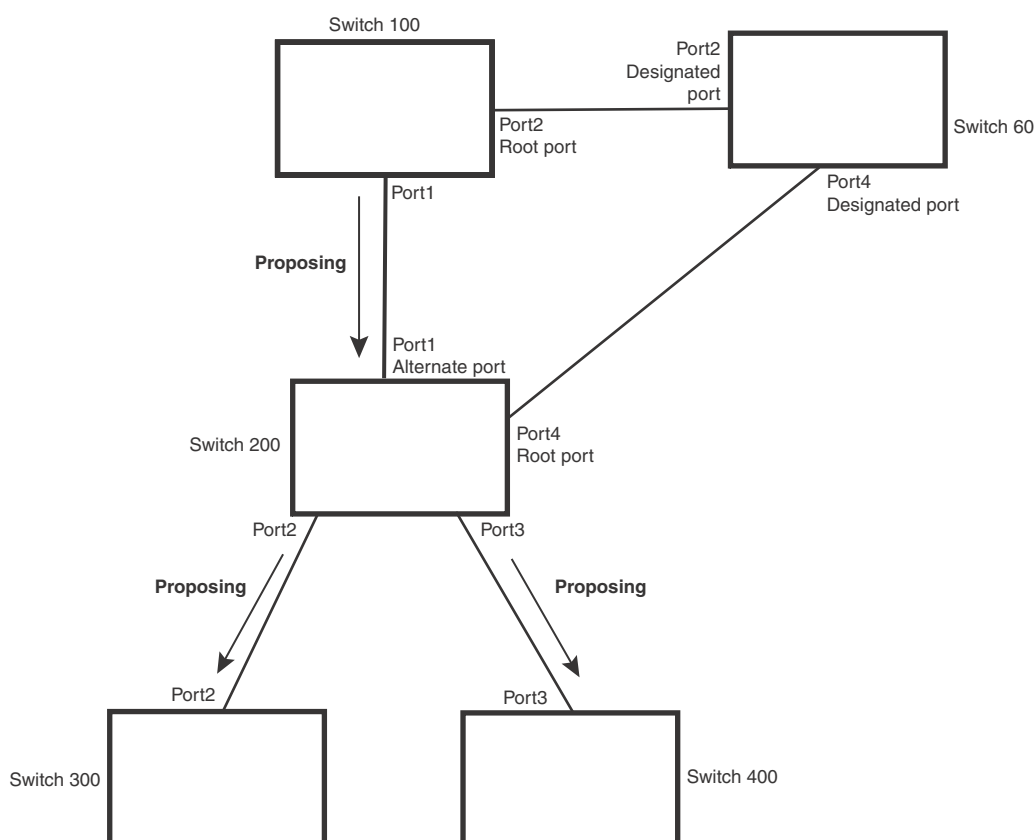 Switch 100
Port2
Designated
port
Switch 60
Port2
Root port
Port1
Port4
Designated port
Proposing
Port1
Alternate port
Switch 200
Port4
Root port
Port2
Port3
Proposing
Proposing
Port2
Port3
Switch 300
Switch 400